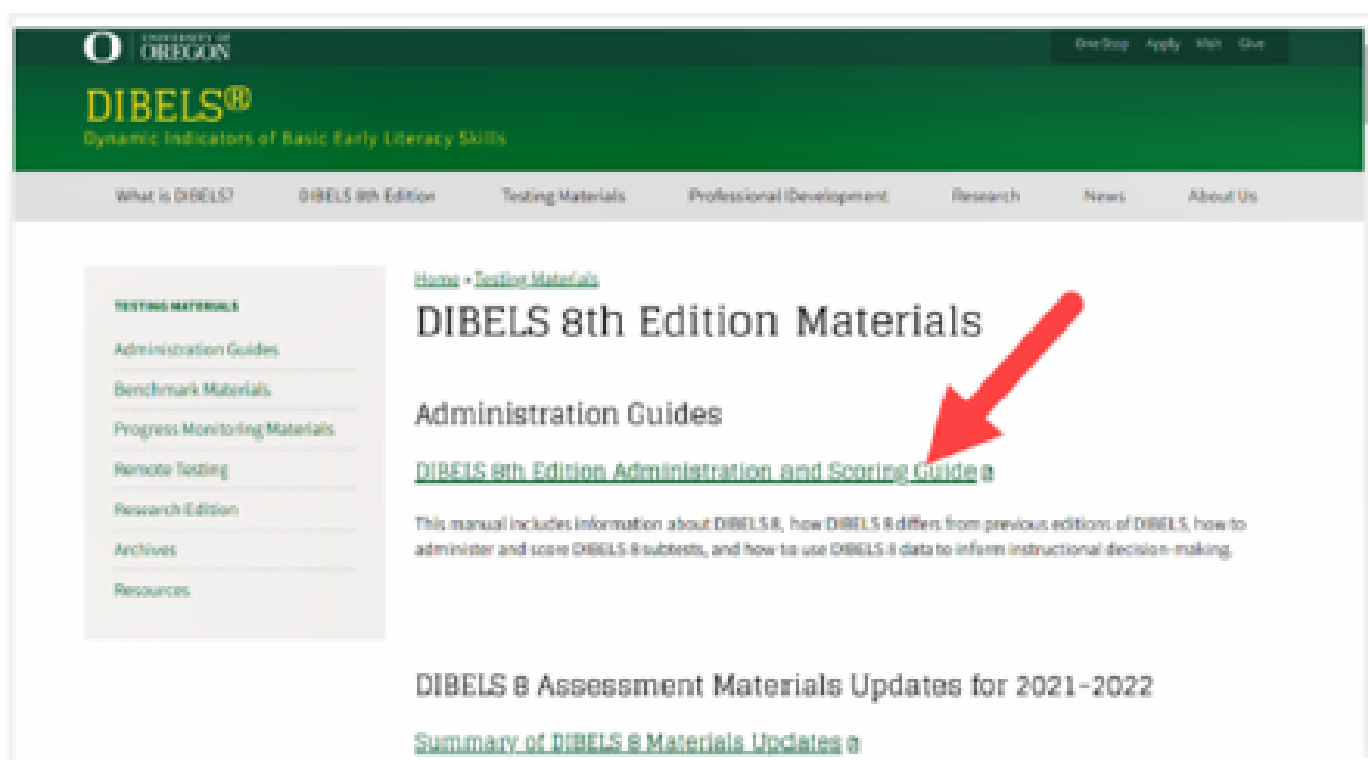 O
UNIVERSITY OF
OREGON
OneStop Apply Visit Give
DIBELS®
Dynamic Indicators of Basic Early Literacy Skills
What is DIBELS? DIBELS 8th Edition Testing Materials Professional Development Research News About Us
TESTING MATERIALS
Administration Guides
Benchmark Materials
Progress Monitoring Materials
Remote Testing
Research Edition
Archives
Resources
Home • Testing Materials
DIBELS 8th Edition Materials
Administration Guides
DIBELS 8th Edition Administration and Scoring Guide
This manual includes information about DIBELS 8, how DIBELS 8 differs from previous editions of DIBELS, how to
administer and score DIBELS 8 subtests, and how to use DIBELS 8 data to inform instructional decision-making.
DIBELS 8 Assessment Materials Updates for 2021-2022
Summary of DIBELS 8 Materials Updates